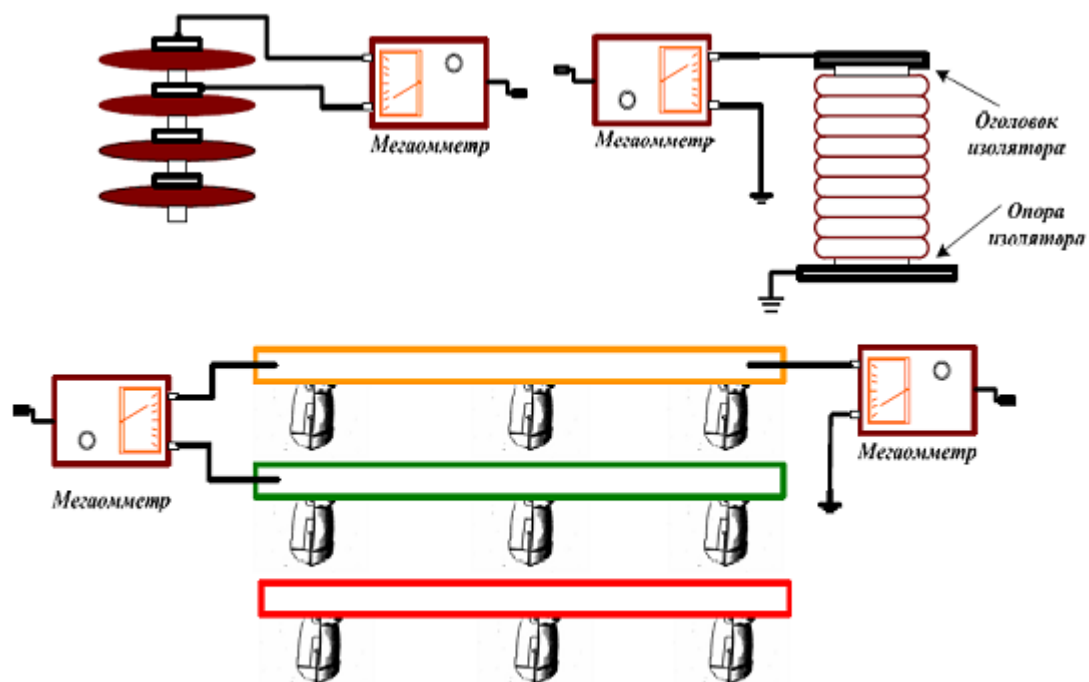 Мегаомметр
Мегаомметр
Оголовок
изолятора
Опора
изолятора
Мегаомметр
Мегаомметр